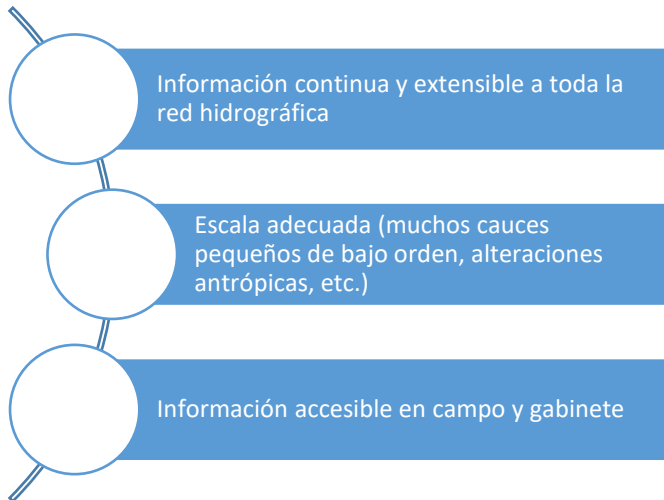 Información continua y extensible a toda la
red hidrográfica
Escala adecuada (muchos cauces
pequeños de bajo orden, alteraciones
antrópicas, etc.)
Información accesible en campo y gabinete